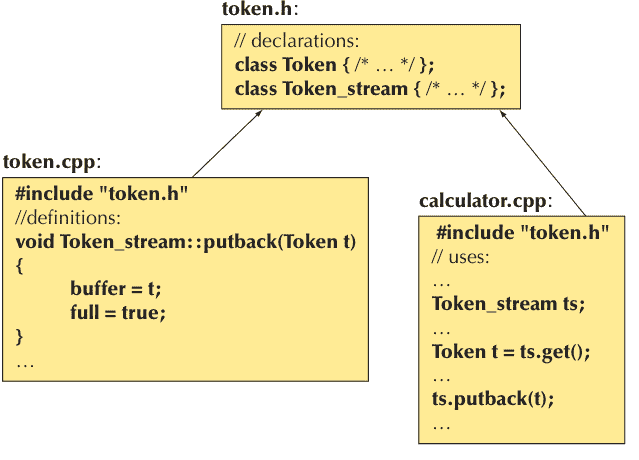 token.h:
// declarations:
class Token { /* … */ };
class Token_stream { /* … */ };
token.cpp:
#include "token.h"
//definitions:
void Token_stream::putback(Token t)
{
buffer = t;
full = true;
}
…
calculator.cpp:
#include "token.h"
// uses:
…
Token_stream ts;
…
Token t = ts.get();
…
ts.putback(t);
…